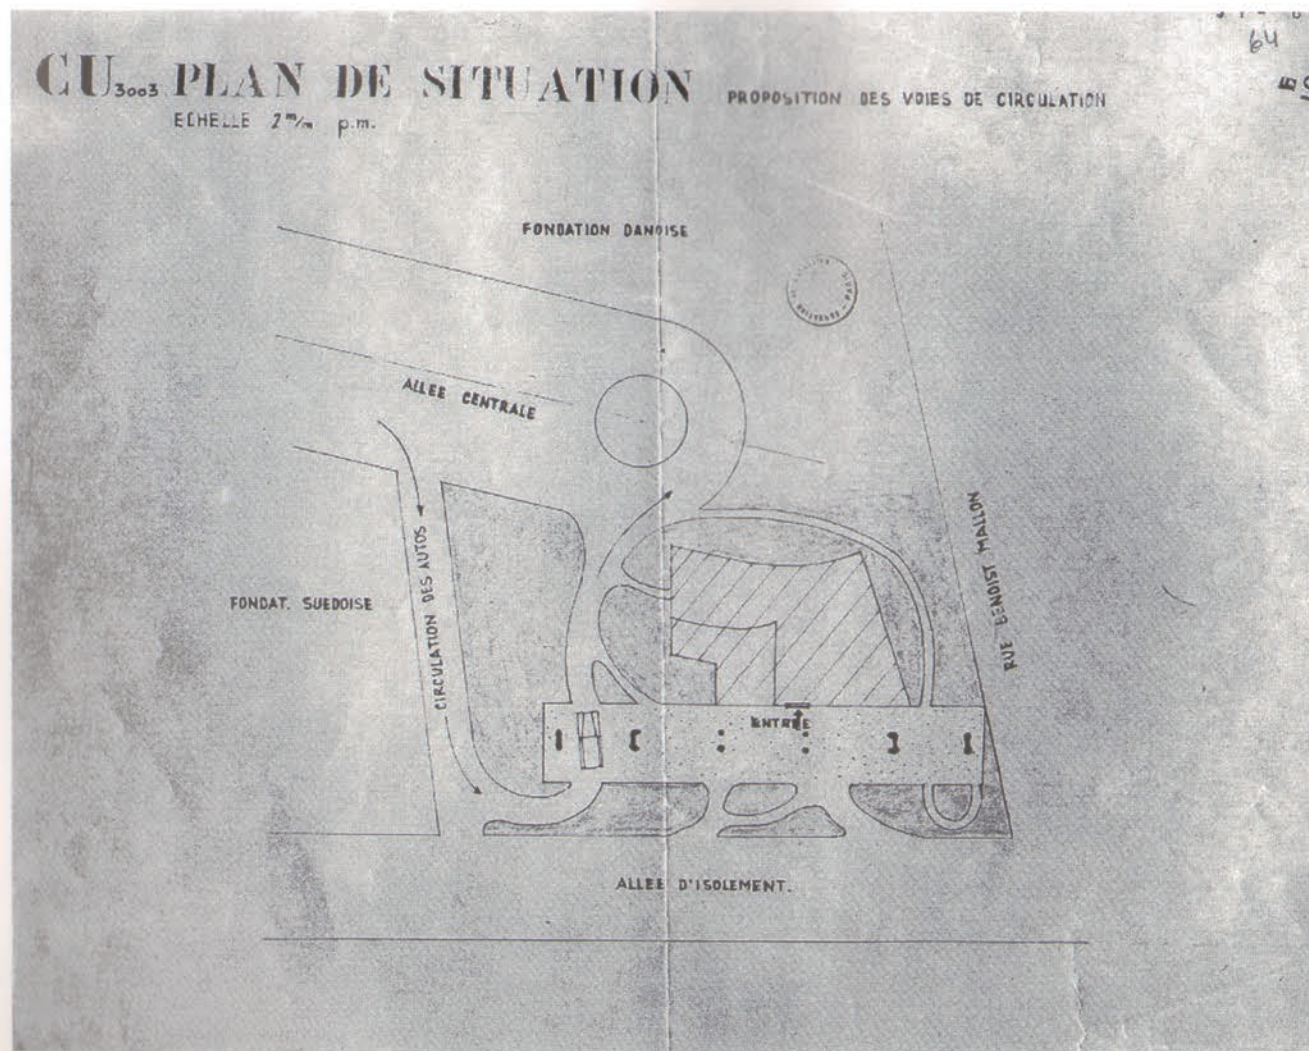 CU3003 PLAN DE SITUATION PROPOSITION DES VOIES DE CIRCULATION
ECHELLE 2 m/m p.m.
64
FONDATION DANOISE
ALLEE CENTRALE
CIRCULATION DES AUTOS
RUE BENOIST MALLON
FONDAT. SUEDOISE
ENTREE
ALLEE D'ISOLEMENT.